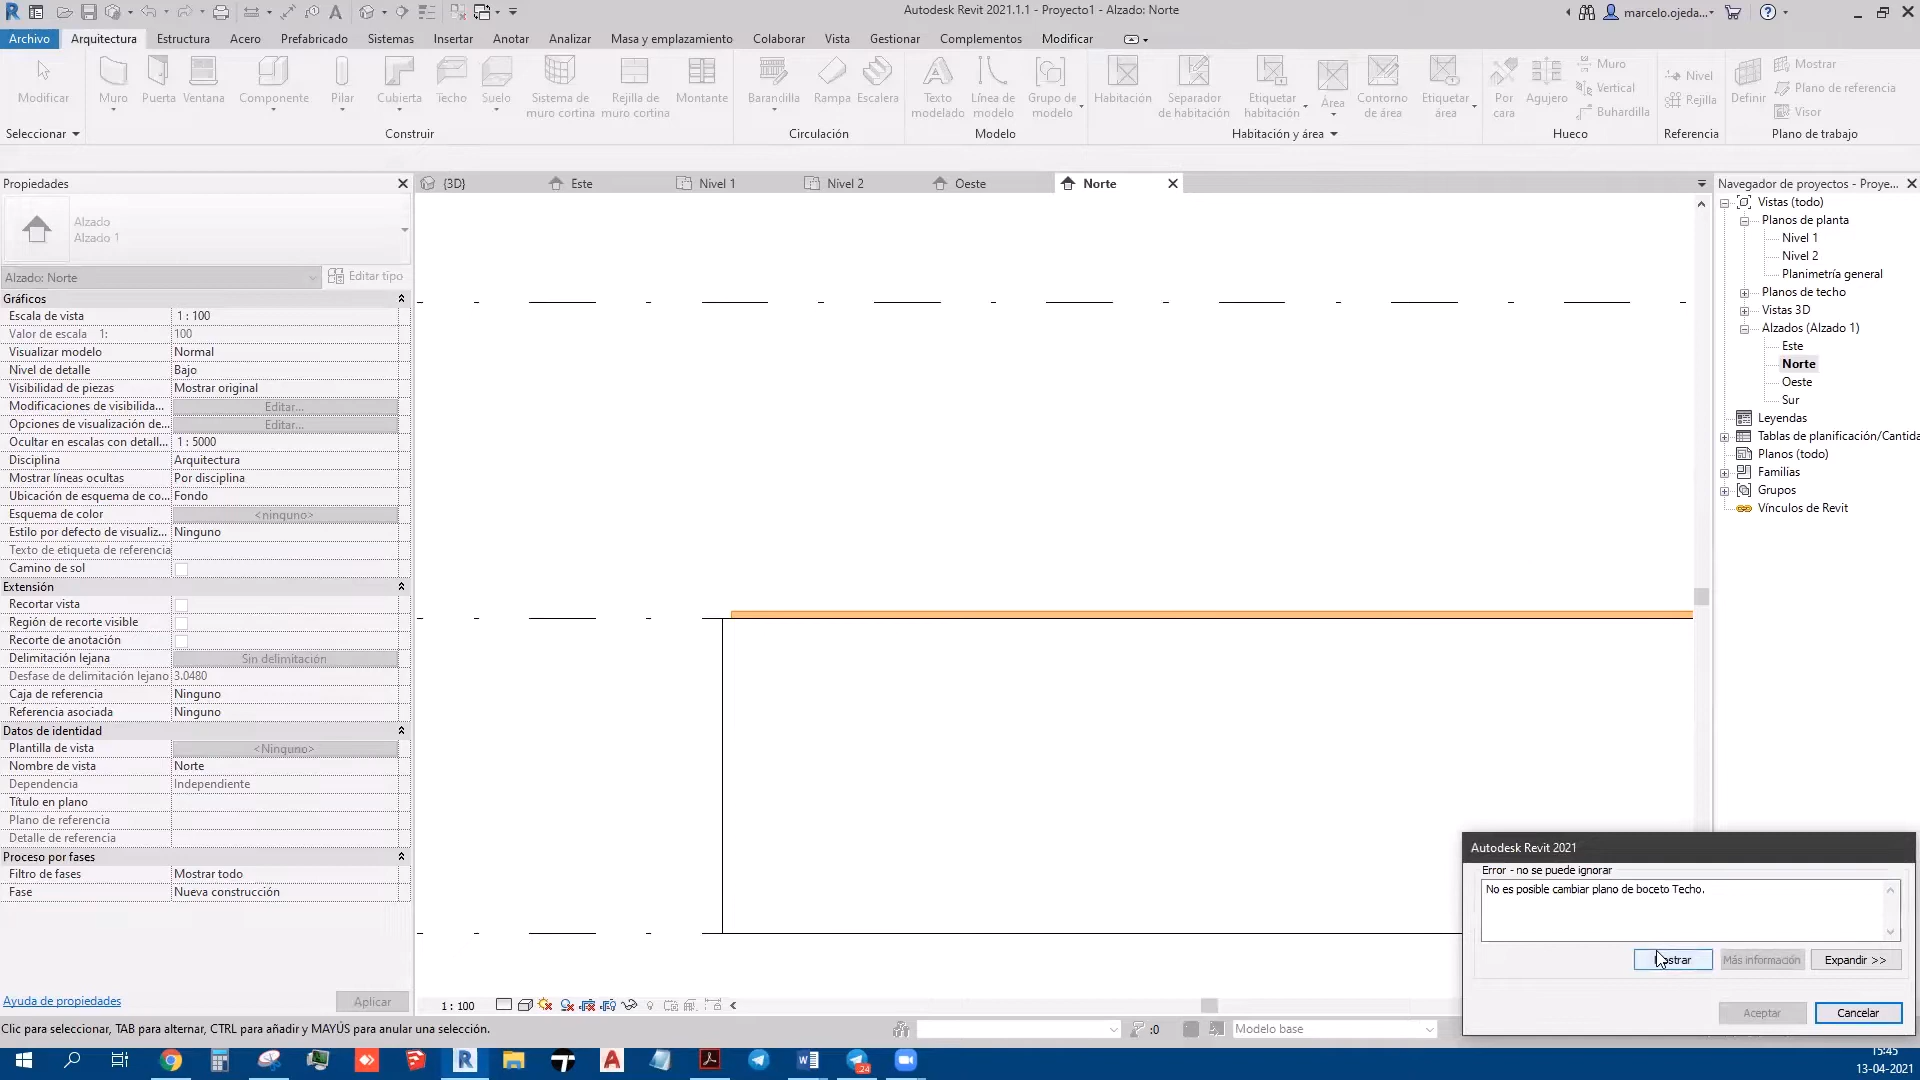 Autodesk Revit 2021.1.1 - Proyecto1 - Alzado: Norte
marcelo.ojeda...
Archivo Arquitectura Estructura Acero Prefabricado Sistemas Insertar Anotar Analizar Masa y emplazamiento Colaborar Vista Gestionar Complementos Modificar
Modificar
Muro Puerta Ventana Componente Pilar Cubierta Techo Suelo Sistema de muro cortina Rejilla de muro cortina Montante
Barandilla Rampa Escalera
Texto modelado Línea de modelo Grupo de modelo
Habitación Separador de habitación Etiquetar habitación Área Contorno de área Etiquetar área
Por cara Agujero Muro Vertical Buhardilla
Nivel Rejilla
Definir Mostrar Plano de referencia Visor
Seleccionar Construir Circulación Modelo Habitación y área Hueco Referencia Plano de trabajo
Propiedades
{3D} Este Nivel 1 Nivel 2 Oeste Norte
Alzado
Alzado 1
Alzado: Norte Editar tipo
Gráficos
Escala de vista 1 : 100
Valor de escala 1: 100
Visualizar modelo Normal
Nivel de detalle Bajo
Visibilidad de piezas Mostrar original
Modificaciones de visibilida... Editar...
Opciones de visualización de... Editar...
Ocultar en escalas con detall... 1 : 5000
Disciplina Arquitectura
Mostrar líneas ocultas Por disciplina
Ubicación de esquema de co... Fondo
Esquema de color <ninguno>
Estilo por defecto de visualiz... Ninguno
Texto de etiqueta de referencia
Camino de sol
Extensión
Recortar vista
Región de recorte visible
Recorte de anotación
Delimitación lejana Sin delimitación
Desfase de delimitación lejano 3.0480
Caja de referencia Ninguno
Referencia asociada Ninguno
Datos de identidad
Plantilla de vista <Ninguno>
Nombre de vista Norte
Dependencia Independiente
Título en plano
Plano de referencia
Detalle de referencia
Proceso por fases
Filtro de fases Mostrar todo
Fase Nueva construcción
Ayuda de propiedades Aplicar
Navegador de proyectos - Proye...
Vistas (todo)
Planos de planta
Nivel 1
Nivel 2
Planimetría general
Planos de techo
Vistas 3D
Alzados (Alzado 1)
Este
Norte
Oeste
Sur
Leyendas
Tablas de planificación/Cantida
Planos (todo)
Familias
Grupos
Vínculos de Revit
Autodesk Revit 2021
Error - no se puede ignorar
No es posible cambiar plano de boceto Techo.
strar Más información Expandir >>
Aceptar Cancelar
1 : 100
Clic para seleccionar, TAB para alternar, CTRL para añadir y MAYÚS para anular una selección.
:0 Modelo base
24
15:45
13-04-2021